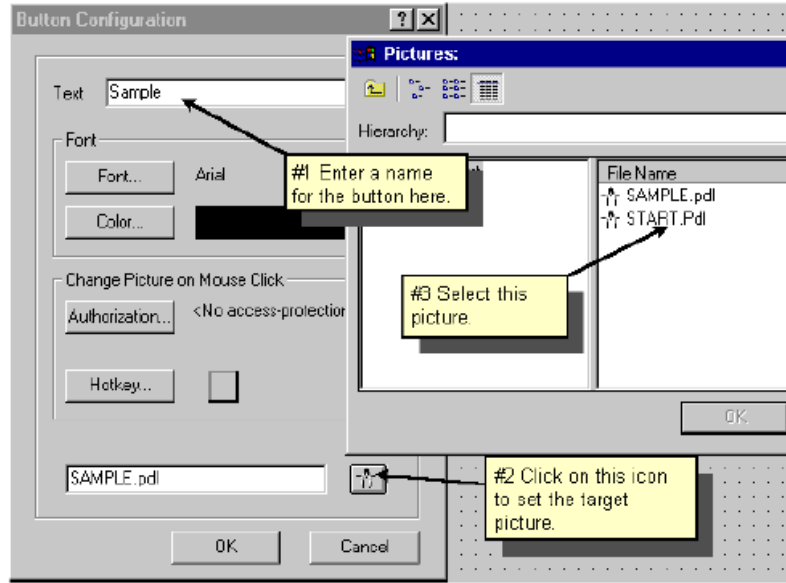 Button Configuration
Pictures:
Text
Sample
Hierarchy:
Font
Font...
Arial
#1 Enter a name
for the button here.
File Name
SAMPLE.pdl
START.Pdl
Color...
Change Picture on Mouse Click
Authorization...
<No access-protection
#3 Select this
picture.
Hotkey...
OK
SAMPLE.pdl
#2 Click on this icon
to set the target
picture.
OK
Cancel